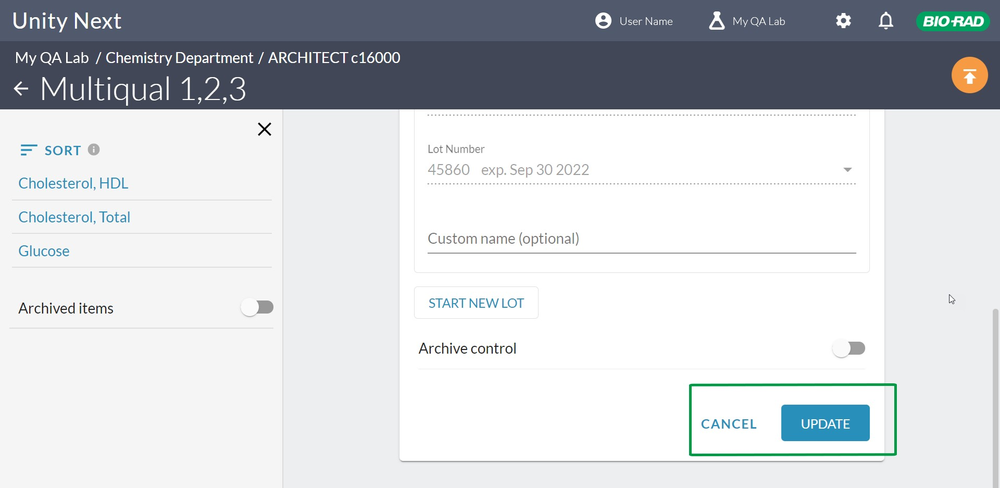 Unity Next
User Name
My QA Lab
BIO-RAD
My QA Lab / Chemistry Department / ARCHITECT c16000
Multiqual 1,2,3
SORT
Cholesterol, HDL
Cholesterol, Total
Glucose
Archived items
Lot Number
45860 exp. Sep 30 2022
Custom name (optional)
START NEW LOT
Archive control
CANCEL
UPDATE